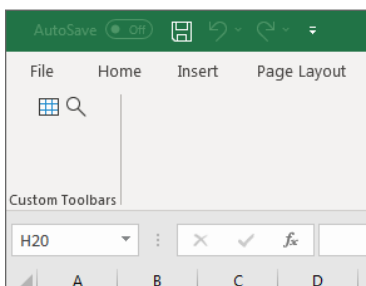 AutoSave Off
File Home Insert Page Layout
Custom Toolbars
H20 fx
A B C D